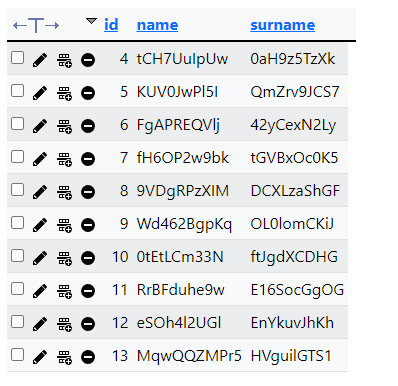 id name surname
4 tCH7UuIpUw 0aH9z5TzXk
5 KUV0JwPl5I QmZrv9JCS7
6 FgAPREQVlj 42yCexN2Ly
7 fH6OP2w9bk tGVBxOc0K5
8 9VDgRPzXIM DCXLzaShGF
9 Wd462BgpKq OL0lomCKiJ
10 0tEtLCm33N ftJgdXCDHG
11 RrBFduhe9w E16SocGgOG
12 eSOh4l2UGl EnYkuvJhKh
13 MqwQQZMPr5 HVguilGTS1